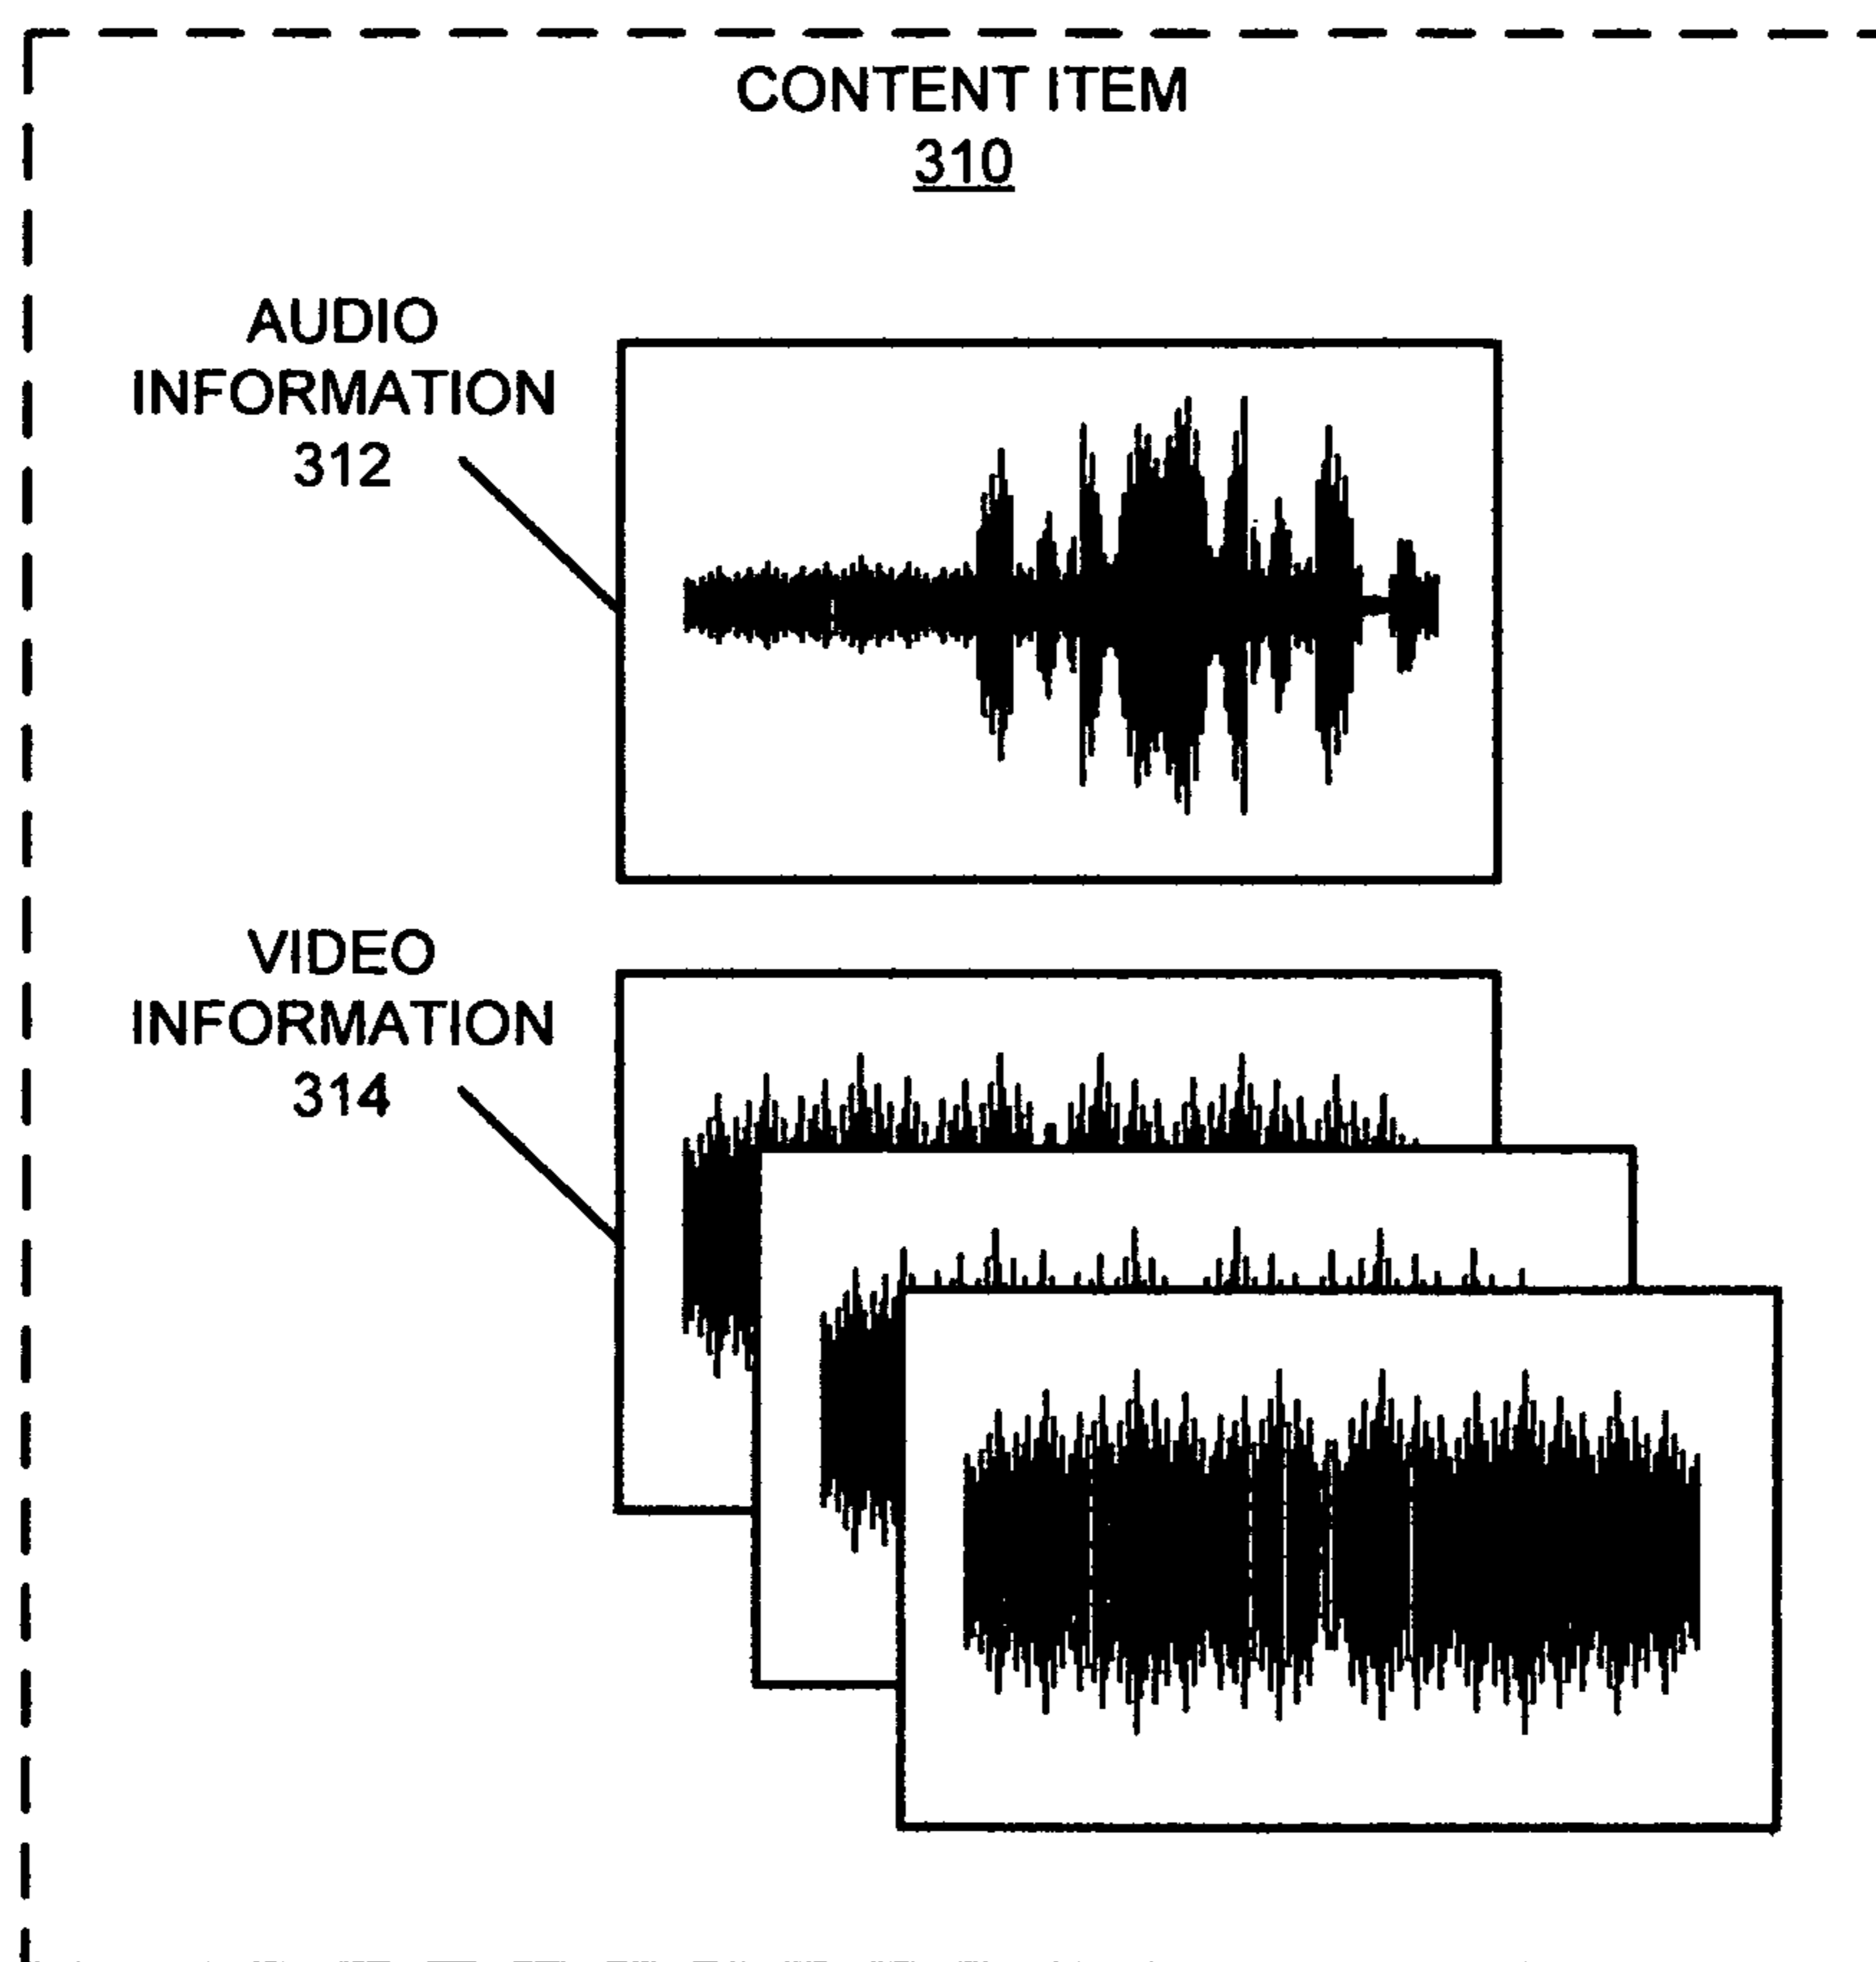 CONTENT ITEM
310
AUDIO
INFORMATION
312
VIDEO
INFORMATION
314